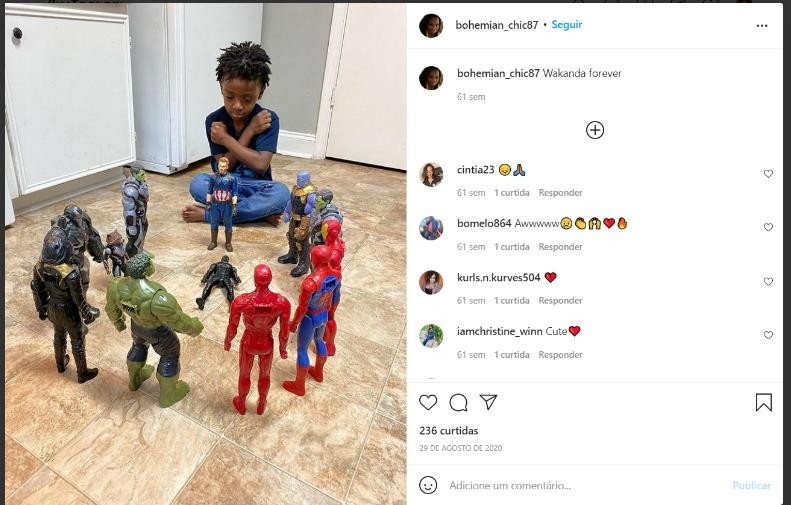 bohemian_chic87 • Seguir
bohemian_chic87 Wakanda forever
61 sem
cintia23 😊🙏🏾
61 sem 1 curtida Responder
bomelo864 Awwwww😢👏🏾🙌🏾❤️🔥
61 sem 1 curtida Responder
kurls.n.kurves504 ❤️
61 sem 1 curtida Responder
iamchristine_winn Cute❤️
61 sem 1 curtida Responder
236 curtidas
29 DE AGOSTO DE 2020
Adicione um comentário... Publicar